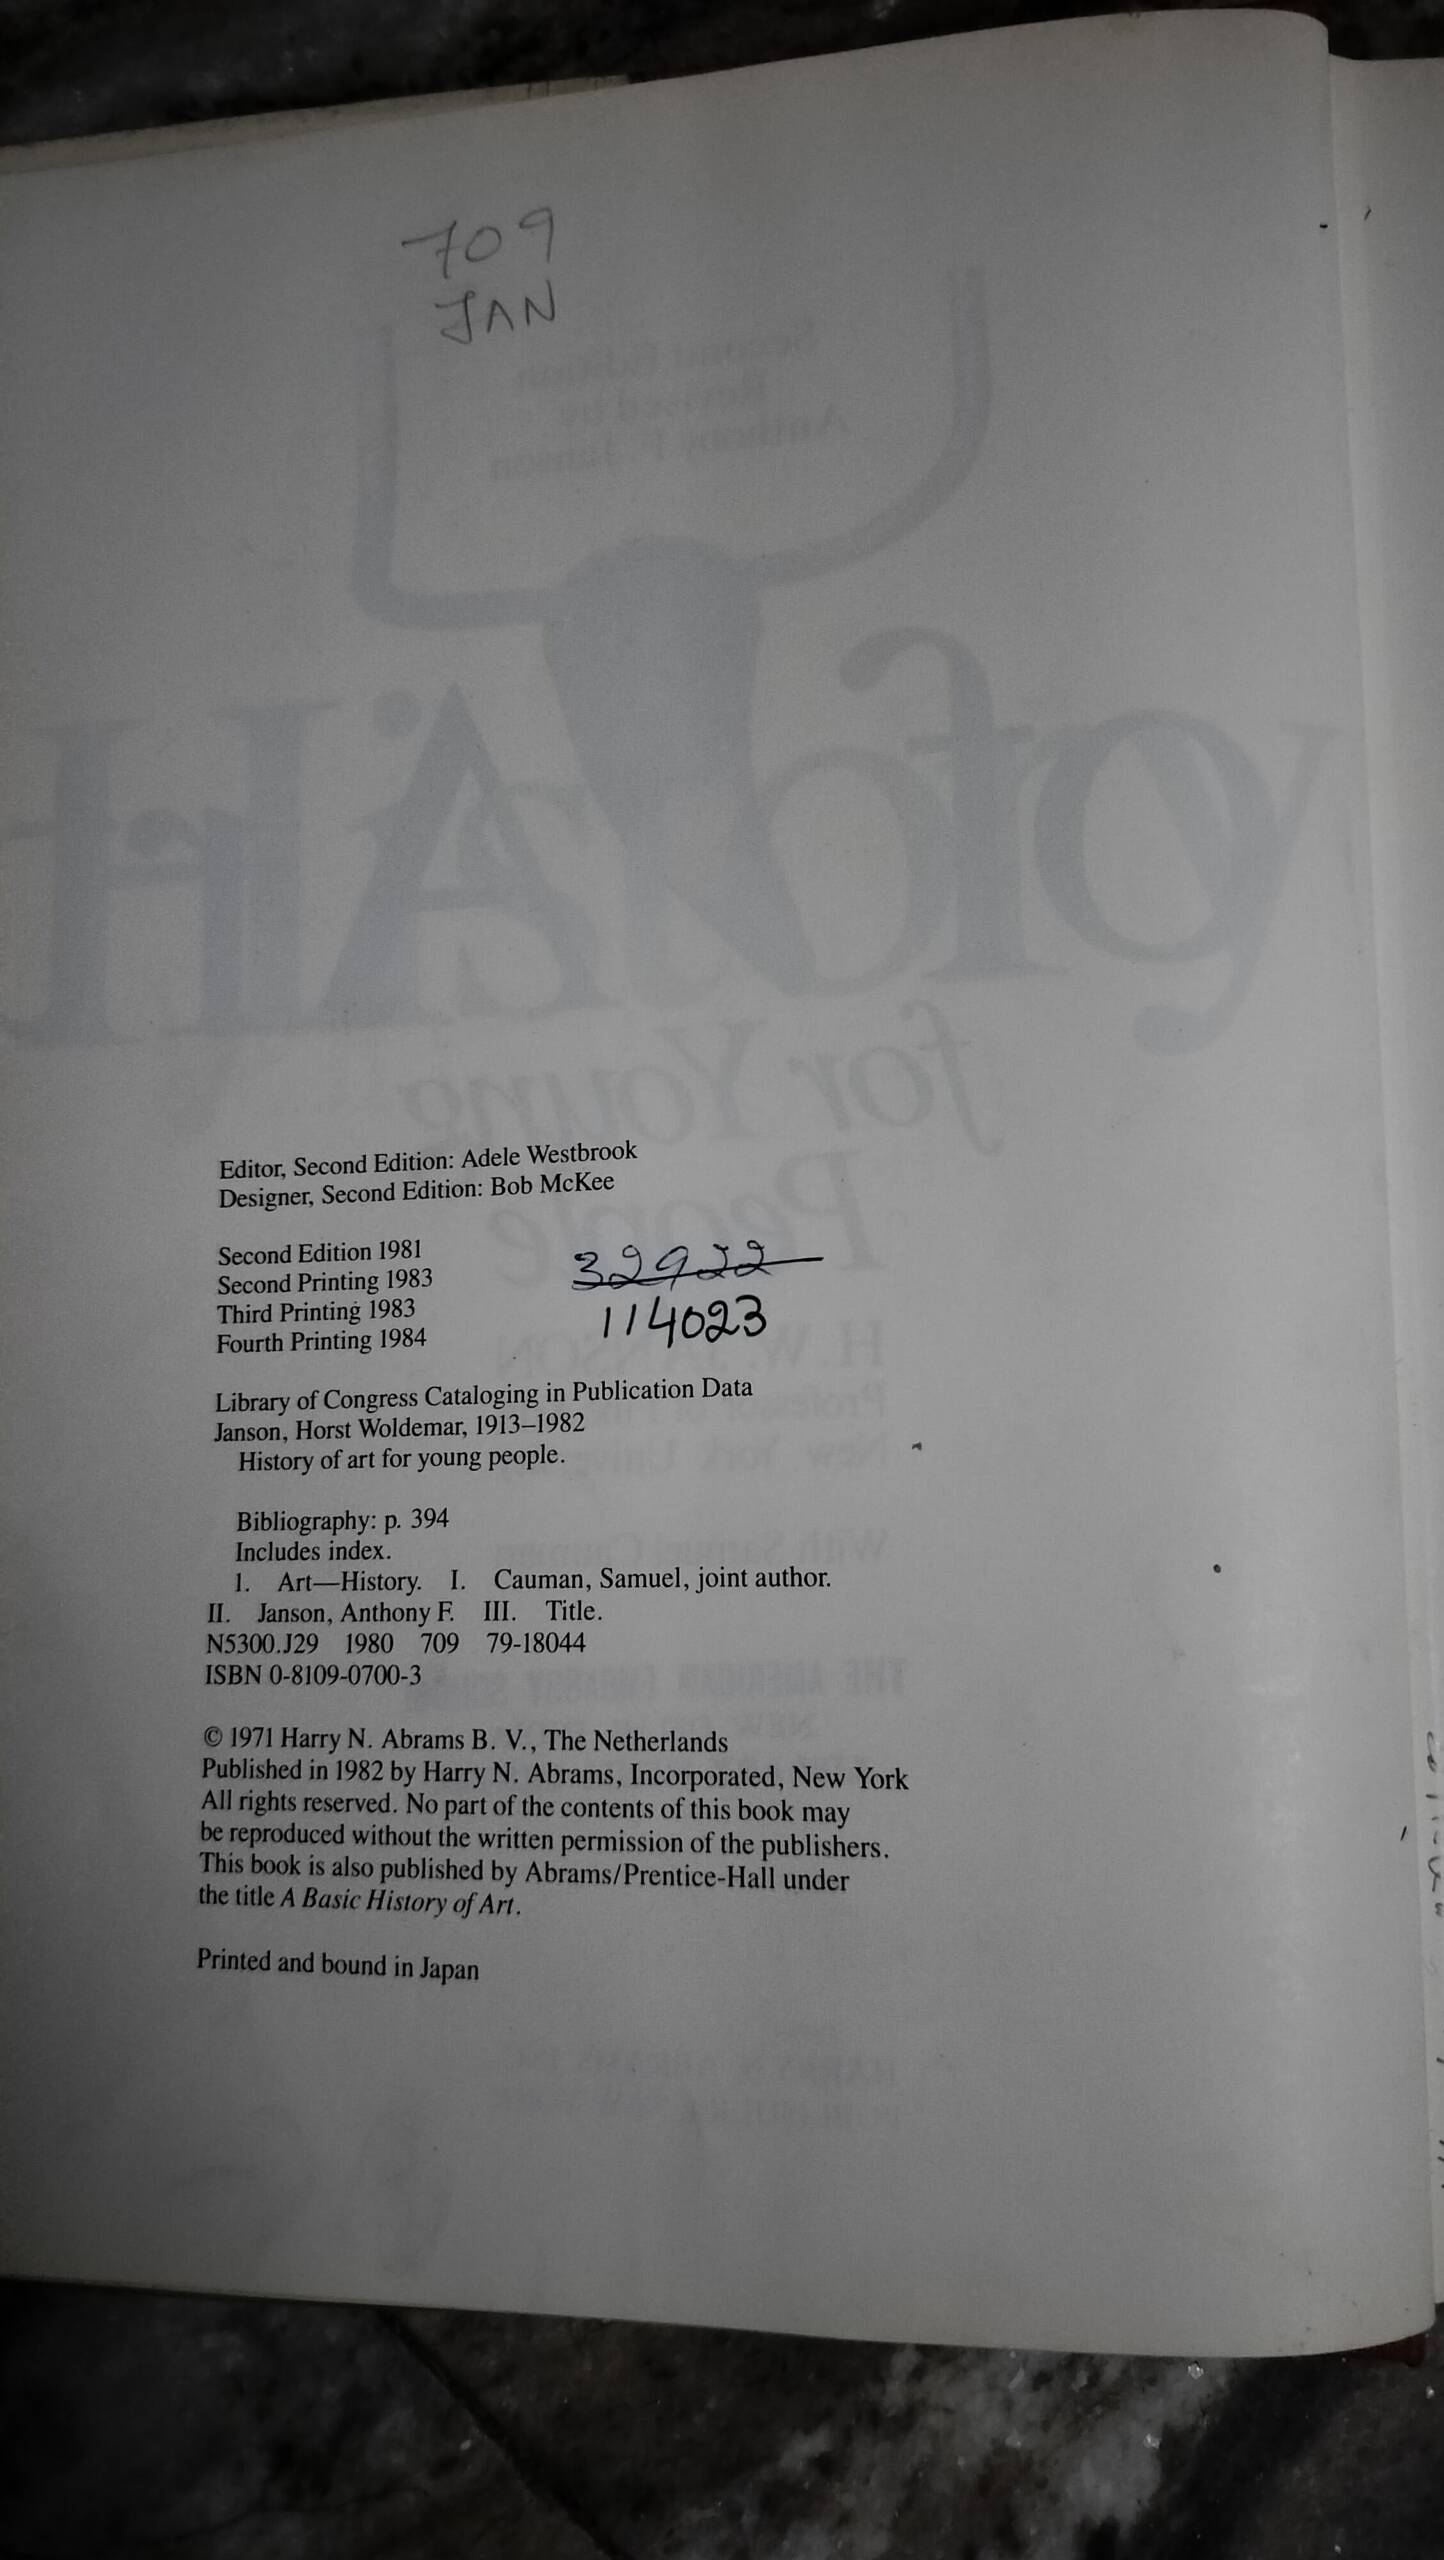 709
JAN
Editor, Second Edition: Adele Westbrook
Designer, Second Edition: Bob McKee
Second Edition 1981
Second Printing 1983
Third Printing 1983
Fourth Printing 1984
32922
114023
Library of Congress Cataloging in Publication Data
Janson, Horst Woldemar, 1913–1982
History of art for young people.
Bibliography: p. 394
Includes index.
1. Art—History. I. Cauman, Samuel, joint author.
II. Janson, Anthony F. III. Title.
N5300.J29 1980 709 79-18044
ISBN 0-8109-0700-3
© 1971 Harry N. Abrams B. V., The Netherlands
Published in 1982 by Harry N. Abrams, Incorporated, New York
All rights reserved. No part of the contents of this book may
be reproduced without the written permission of the publishers.
This book is also published by Abrams/Prentice-Hall under
the title A Basic History of Art.
Printed and bound in Japan